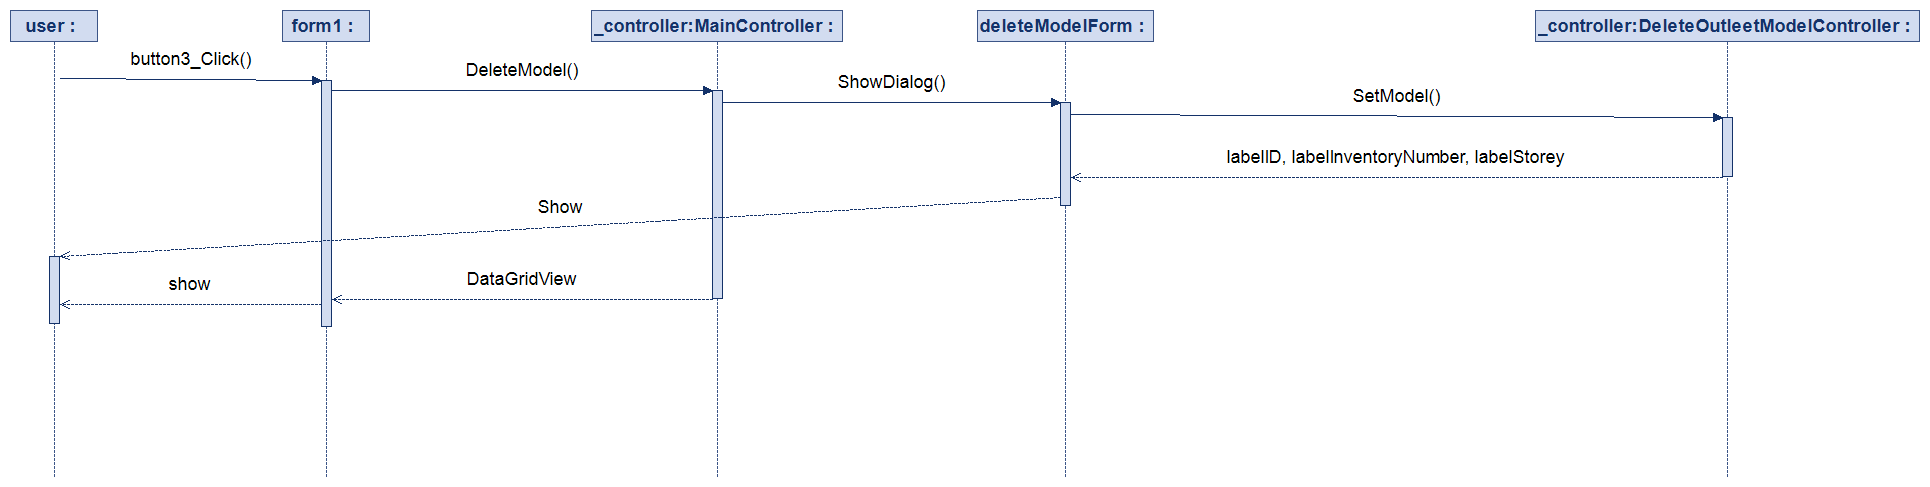 user :
form1 :
_controller:MainController :
deleteModelForm :
_controller:DeleteOutleetModelController :
button3_Click()
DeleteModel()
ShowDialog()
SetModel()
labelID, labelInventoryNumber, labelStorey
Show
DataGridView
show